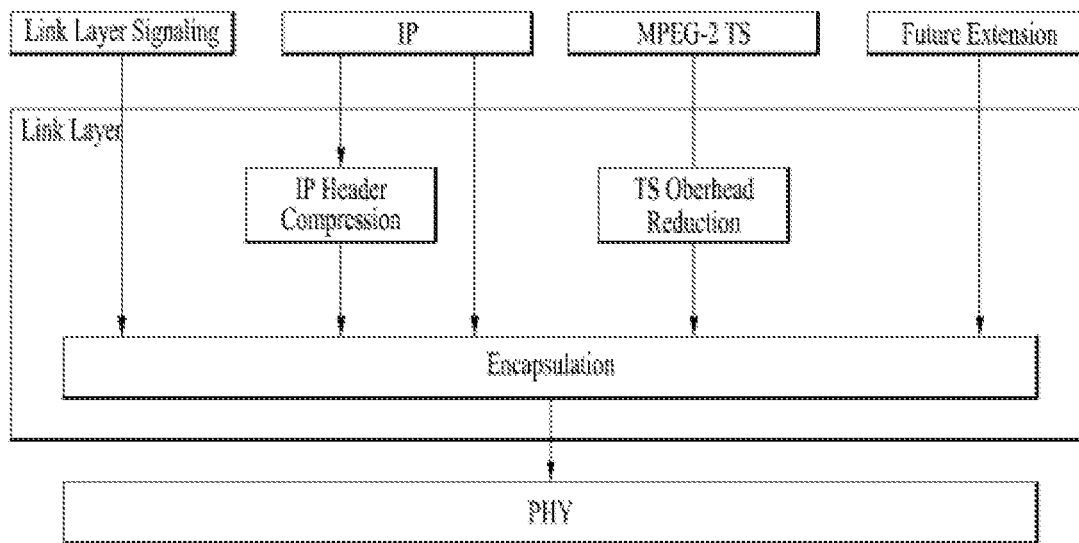 Link Layer Signaling
IP
MPEG-2 TS
Future Extension
Link Layer
IP Header
Compression
TS Oberhead
Reduction
Encapsulation
PHY